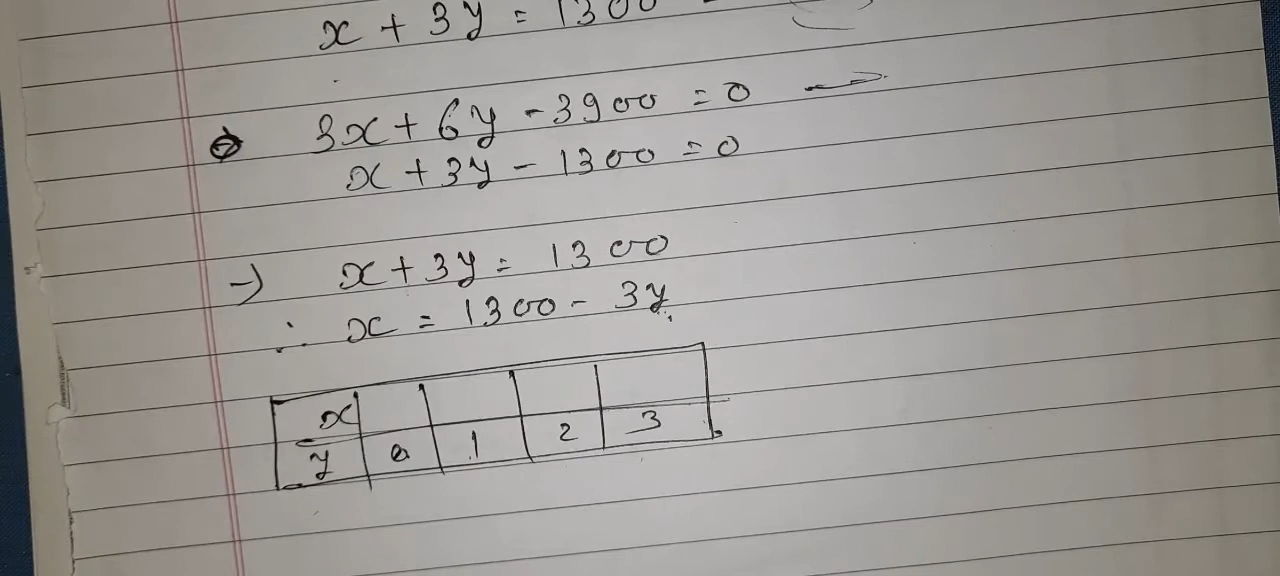 x + 3y = 1300
3x + 6y - 3900 = 0
x + 3y - 1300 = 0
→ x + 3y = 1300
∴ x = 1300 - 3y
x
y 0 1 2 3